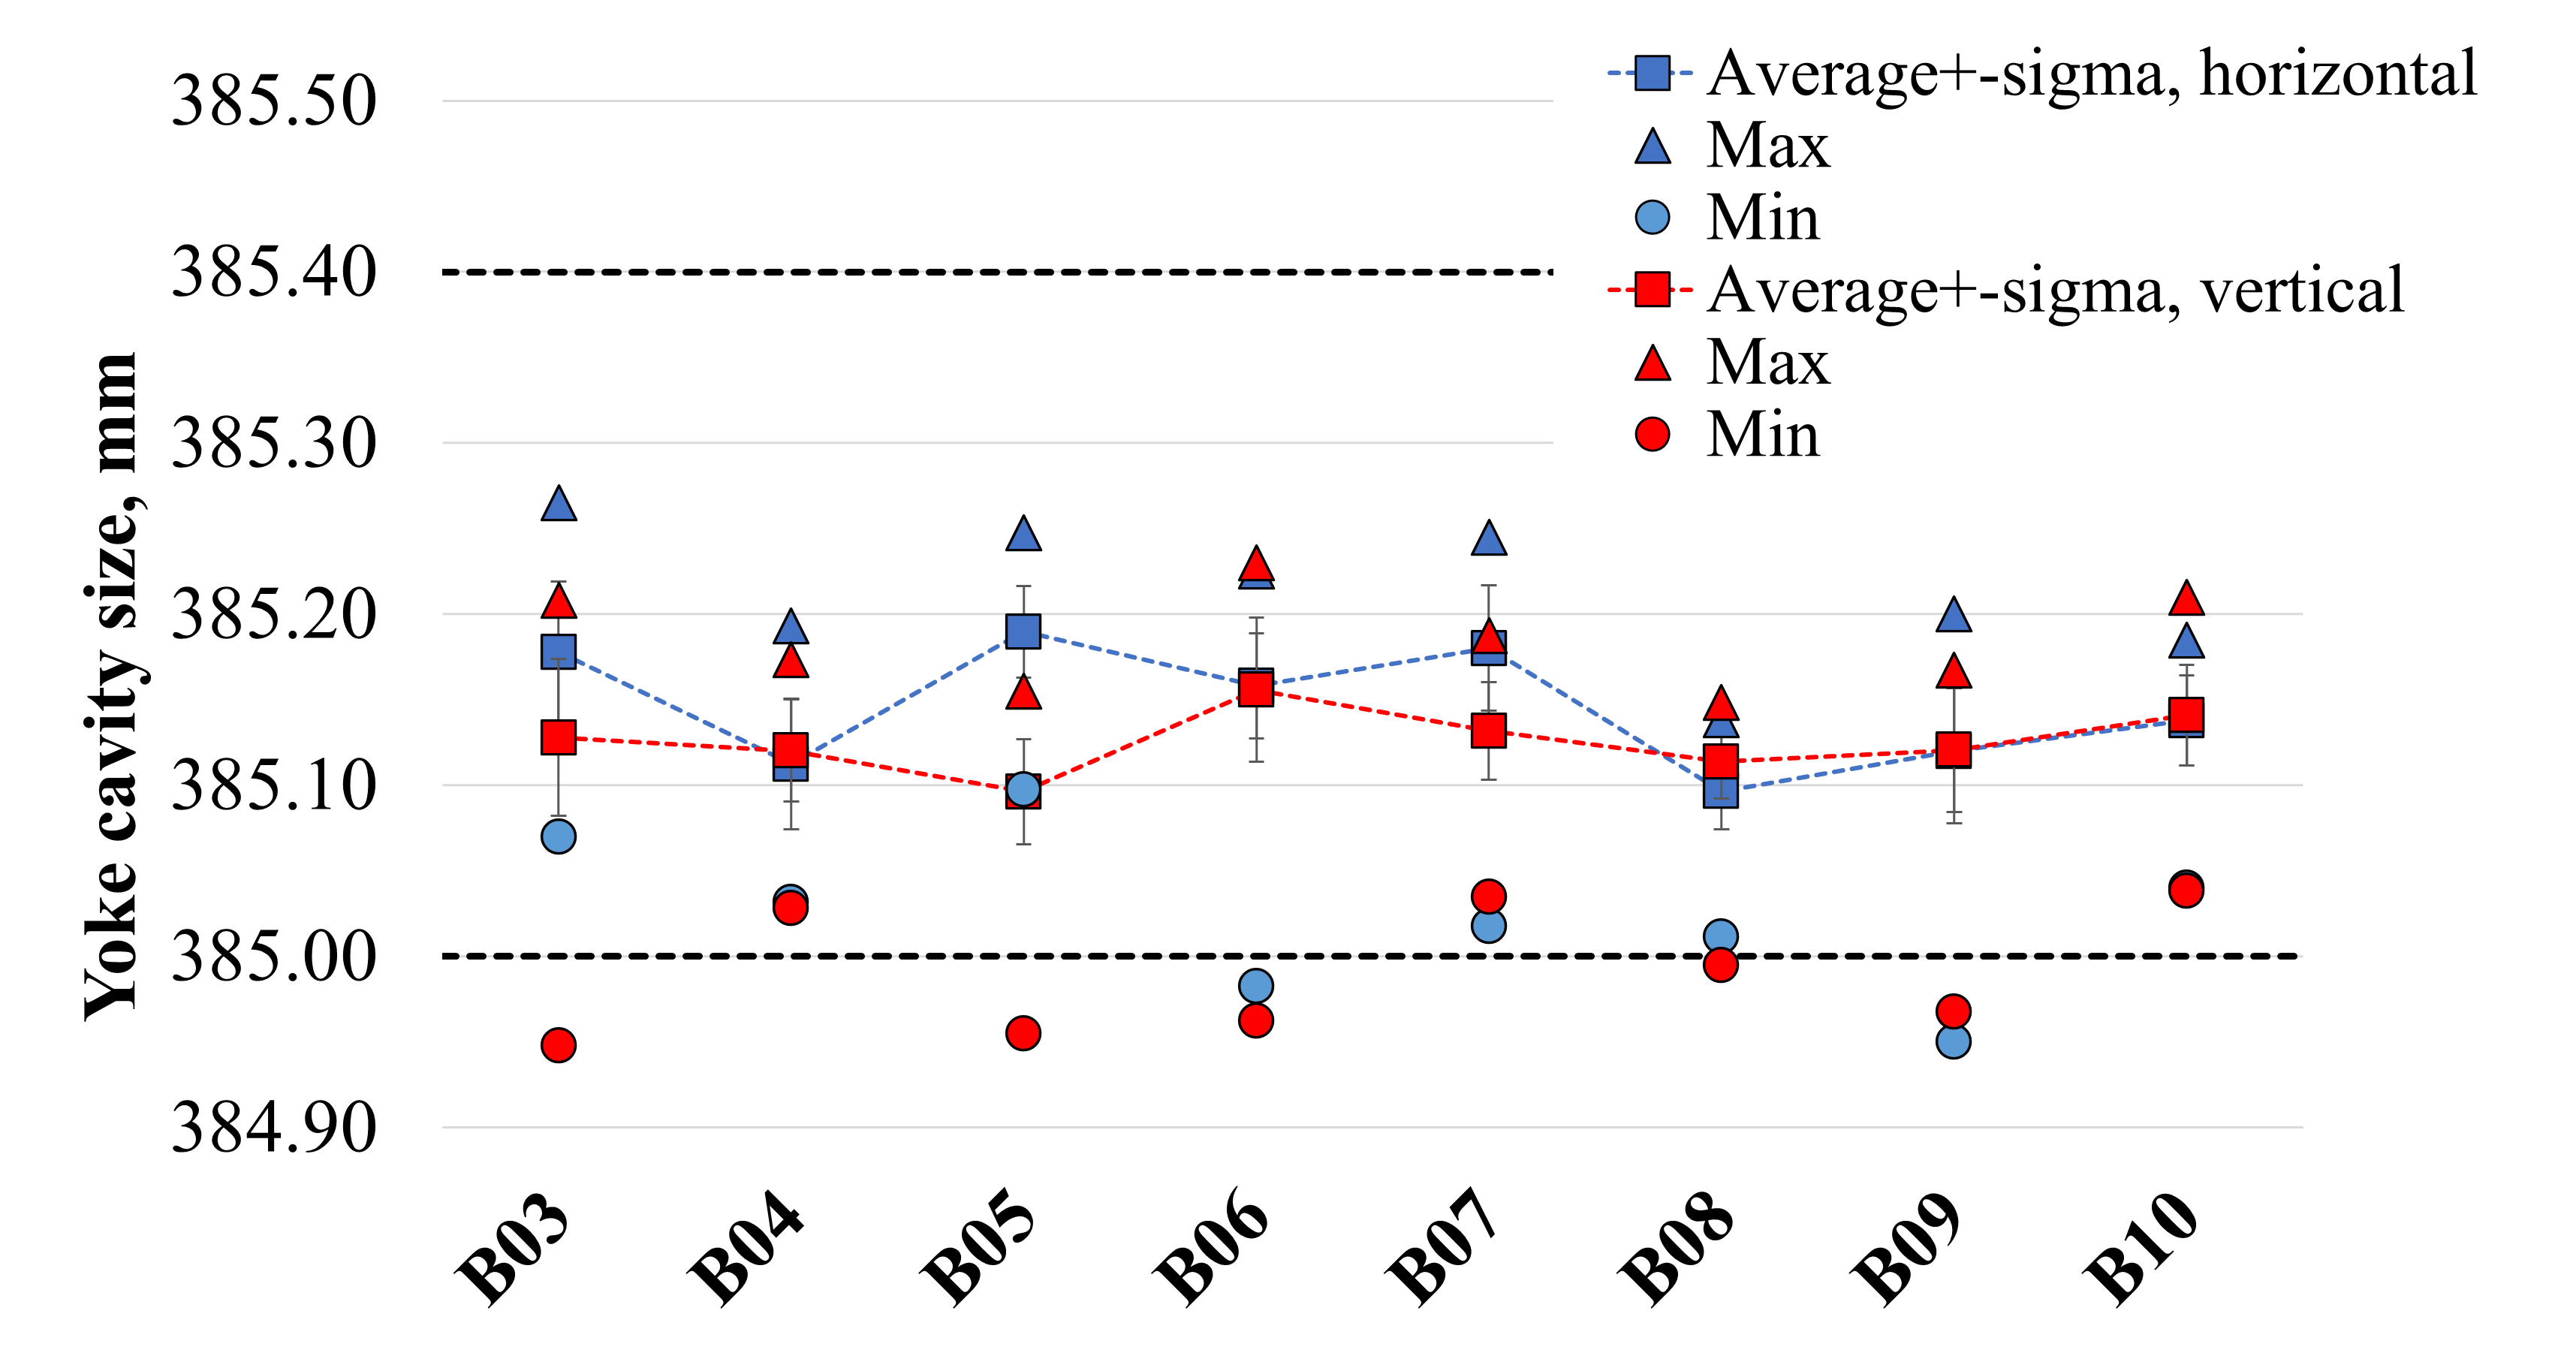 Average+-sigma, horizontal
Max
Min
Average+-sigma, vertical
Max
Min
Yoke cavity size, mm
385.50
385.40
385.30
385.20
385.10
385.00
384.90
B03
B04
B05
B06
B07
B08
B09
B10